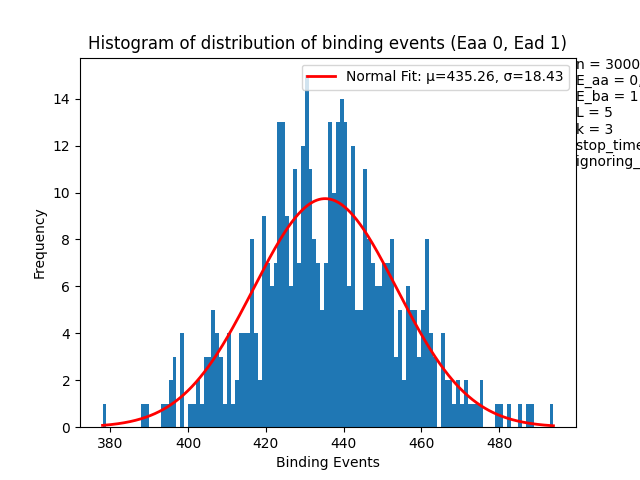 Histogram of distribution of binding events (Eaa 0, Ead 1)
Normal Fit: μ=435.26, σ=18.43
n = 3000
E_aa = 0,
E_ba = 1
L = 5
k = 3
stop_time
ignoring_
Frequency
14
12
10
8
6
4
2
0
380
400
420
440
460
480
Binding Events